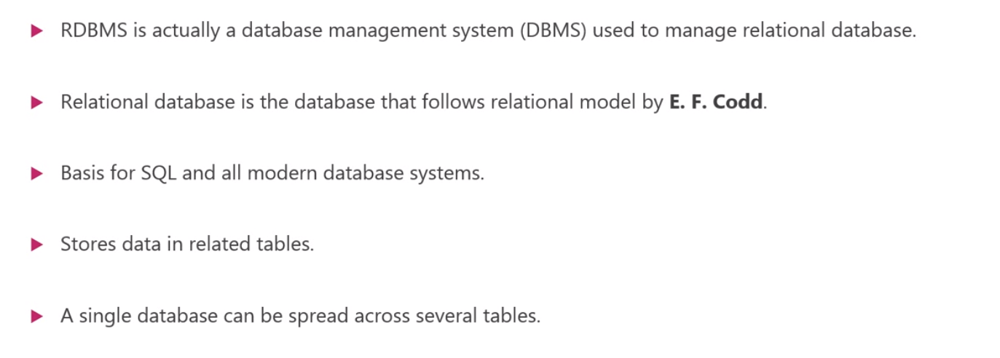 RDBMS is actually a database management system (DBMS) used to manage relational database.
Relational database is the database that follows relational model by E. F. Codd.
Basis for SQL and all modern database systems.
Stores data in related tables.
A single database can be spread across several tables.